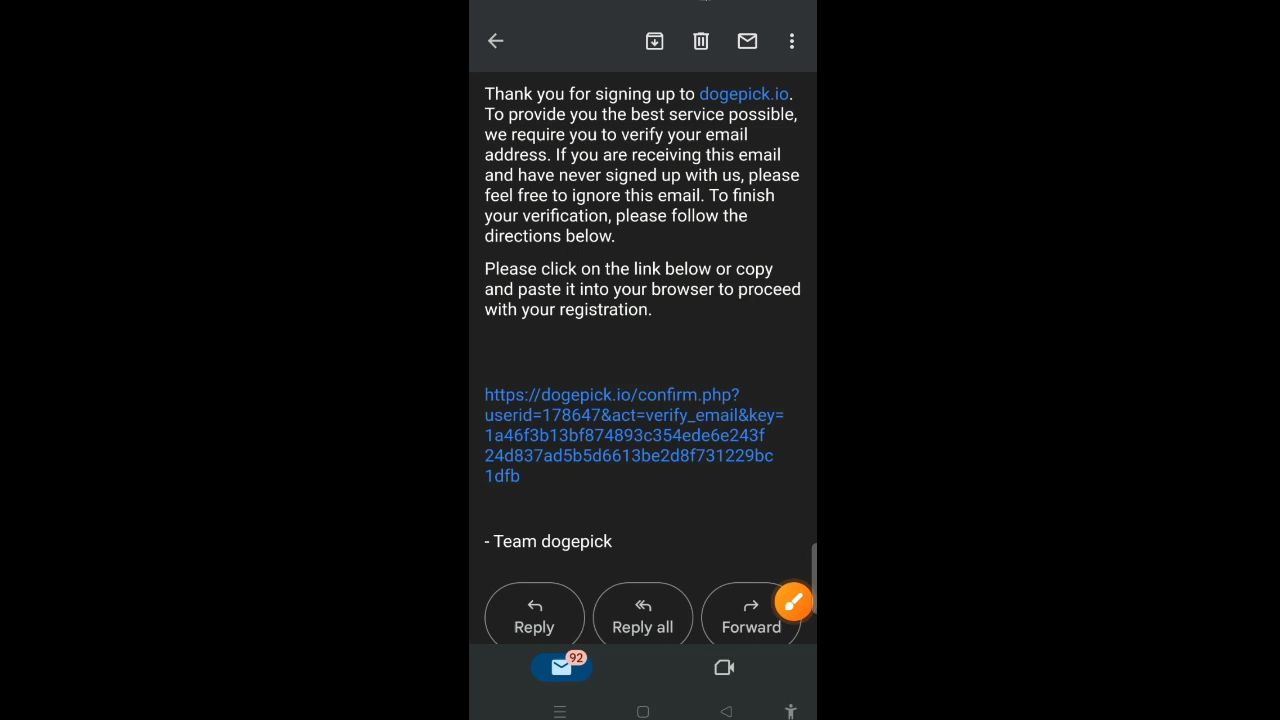 Thank you for signing up to dogepick.io.
To provide you the best service possible,
we require you to verify your email
address. If you are receiving this email
and have never signed up with us, please
feel free to ignore this email. To finish
your verification, please follow the
directions below.
Please click on the link below or copy
and paste it into your browser to proceed
with your registration.
https://dogepick.io/confirm.php?
userid=178647&act=verify_email&key=
1a46f3b13bf874893c354ede6e243f
24d837ad5b5d6613be2d8f731229bc
1dfb
- Team dogepick
Reply
Reply all
Forward
92